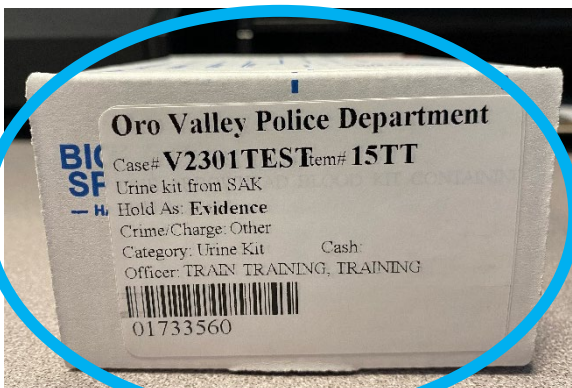 Oro Valley Police Department
Case# V2301TEST Item# 15TT
Urine kit from SAK
Hold As: Evidence
Crime/Charge: Other
Category: Urine Kit Cash:
Officer: TRAIN TRAINING, TRAINING
01733560